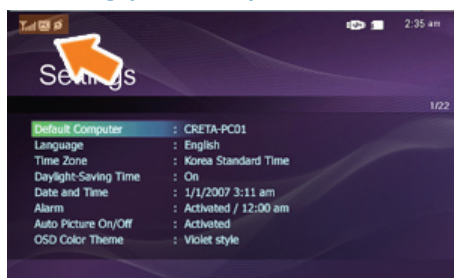 2:35 am
Settings
1/22
Default Computer : CRETA-PC01
Language : English
Time Zone : Korea Standard Time
Daylight-Saving Time : On
Date and Time : 1/1/2007 3:11 am
Alarm : Activated / 12:00 am
Auto Picture On/Off : Activated
OSD Color Theme : Violet style